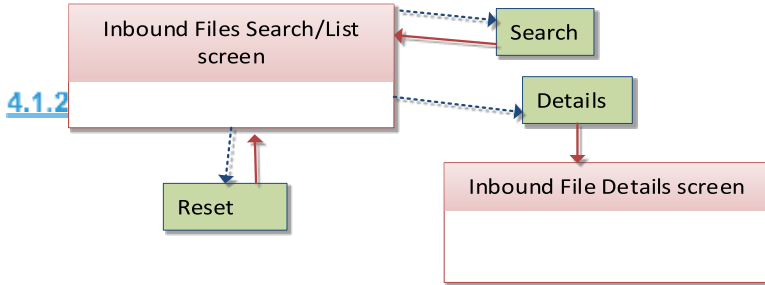 Inbound Files Search/List
screen
Search
4.1.2
Details
Inbound File Details screen
Reset